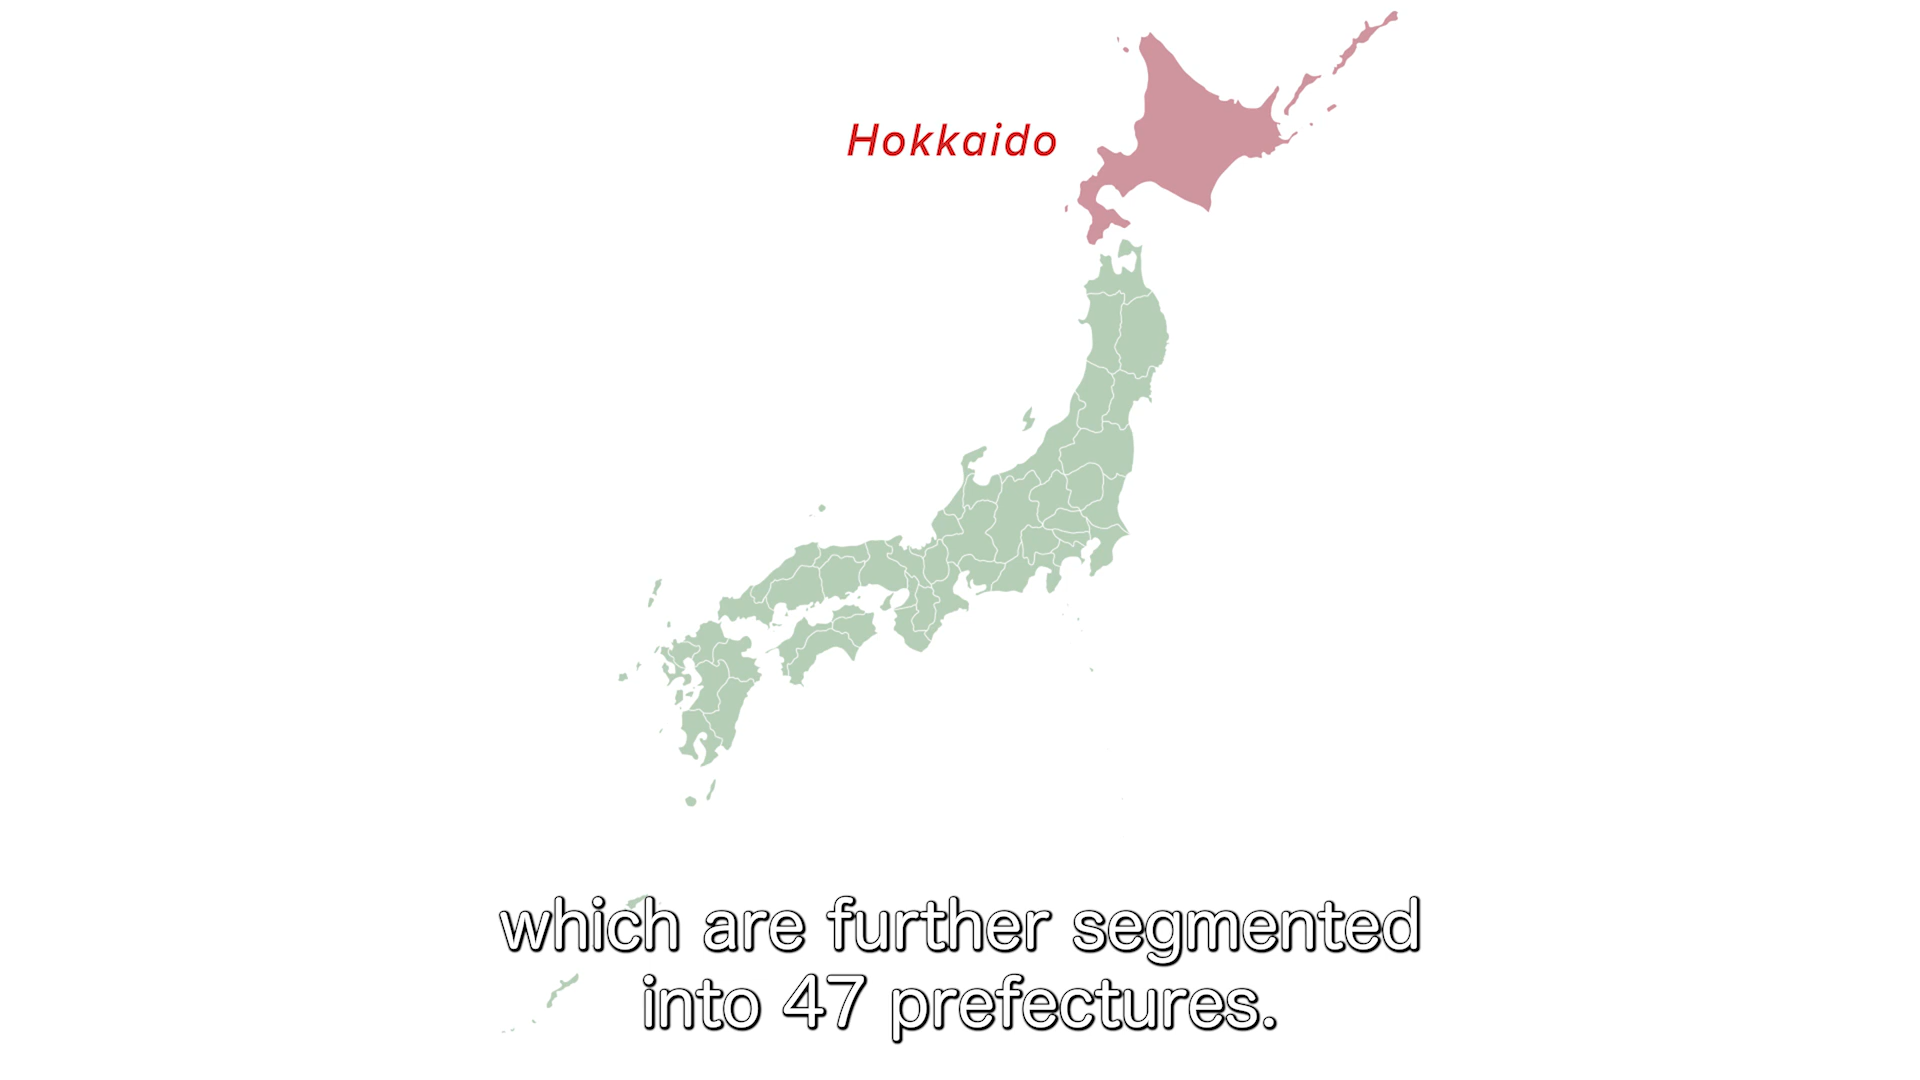 Hokkaido
which are further segmented
into 47 prefectures.